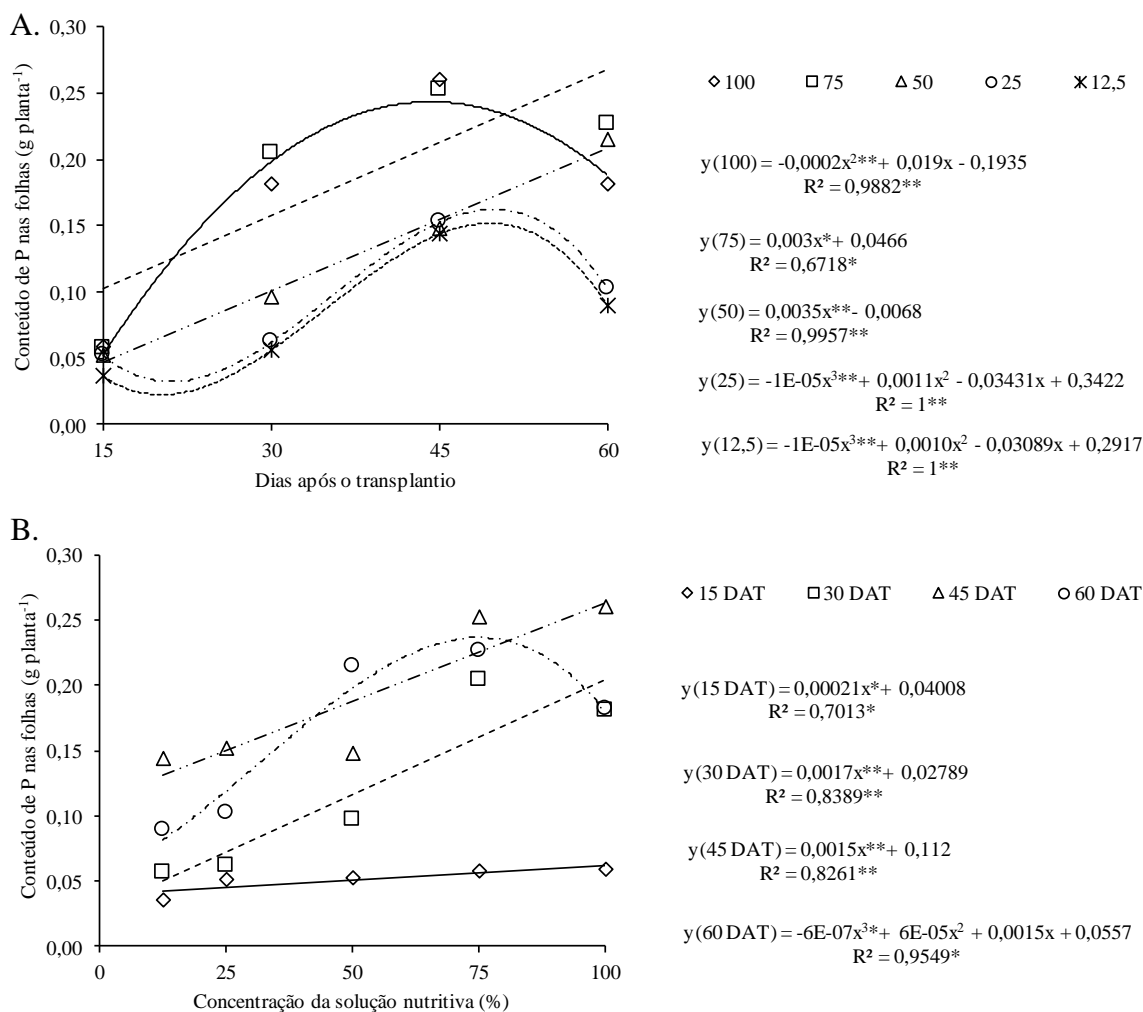 A.
Conteúdo de P nas folhas (g planta⁻¹)
0,30
0,25
0,20
0,15
0,10
0,05
0,00
15 30 45 60
Dias após o transplantio
100 75 50 25 12,5
y(100) = -0,0002x²**+ 0,019x - 0,1935
R² = 0,9882**
y(75) = 0,003x*+ 0,0466
R² = 0,6718*
y(50) = 0,0035x**- 0,0068
R² = 0,9957**
y(25) = -1E-05x³**+ 0,0011x² - 0,03431x + 0,3422
R² = 1**
y(12,5) = -1E-05x³**+ 0,0010x² - 0,03089x + 0,2917
R² = 1**
B.
Conteúdo de P nas folhas (g planta⁻¹)
0,30
0,25
0,20
0,15
0,10
0,05
0,00
0 25 50 75 100
Concentração da solução nutritiva (%)
15 DAT 30 DAT 45 DAT 60 DAT
y(15 DAT) = 0,00021x*+ 0,04008
R² = 0,7013*
y(30 DAT) = 0,0017x**+ 0,02789
R² = 0,8389**
y(45 DAT) = 0,0015x**+ 0,112
R² = 0,8261**
y(60 DAT) = -6E-07x³*+ 6E-05x² + 0,0015x + 0,0557
R² = 0,9549*